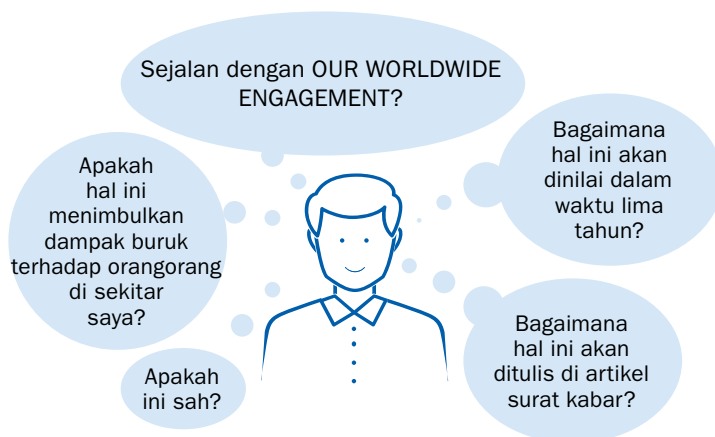 Sejalan dengan OUR WORLDWIDE
ENGAGEMENT?
Apakah
hal ini
menimbulkan
dampak buruk
terhadap orangorang
di sekitar
saya?
Apakah
ini sah?
Bagaimana
hal ini akan
dinilai dalam
waktu lima
tahun?
Bagaimana
hal ini akan
ditulis di artikel
surat kabar?